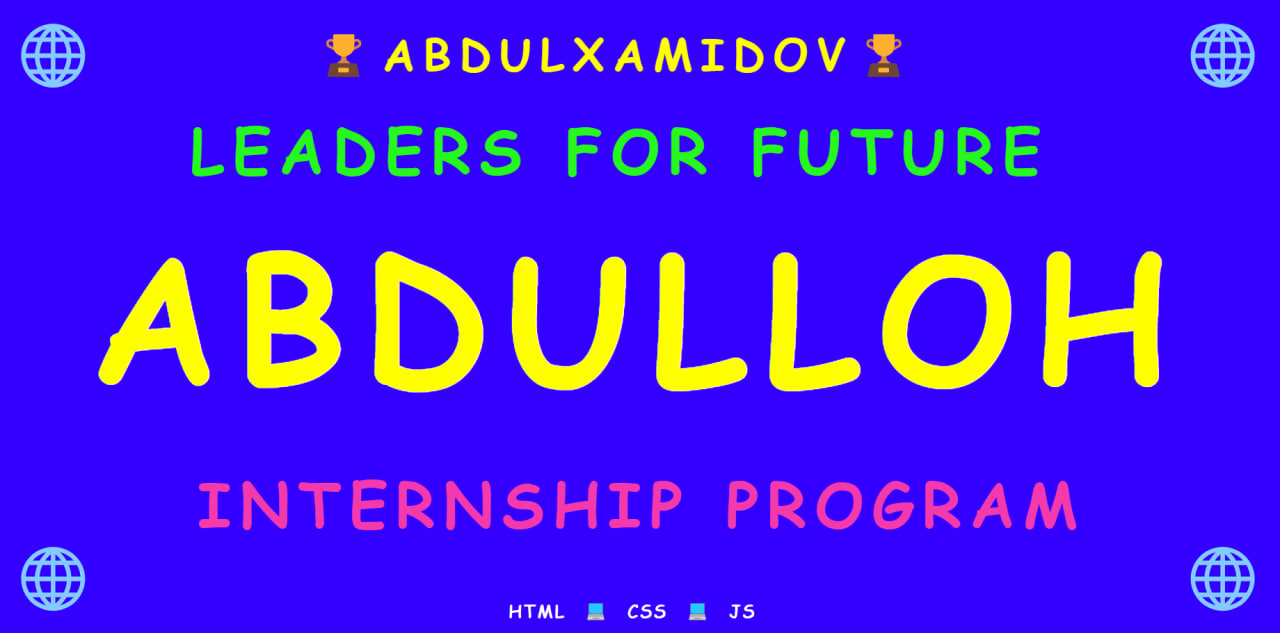 ABDULXAMIDOV
LEADERS FOR FUTURE
ABDULLOH
INTERNSHIP PROGRAM
HTML CSS JS